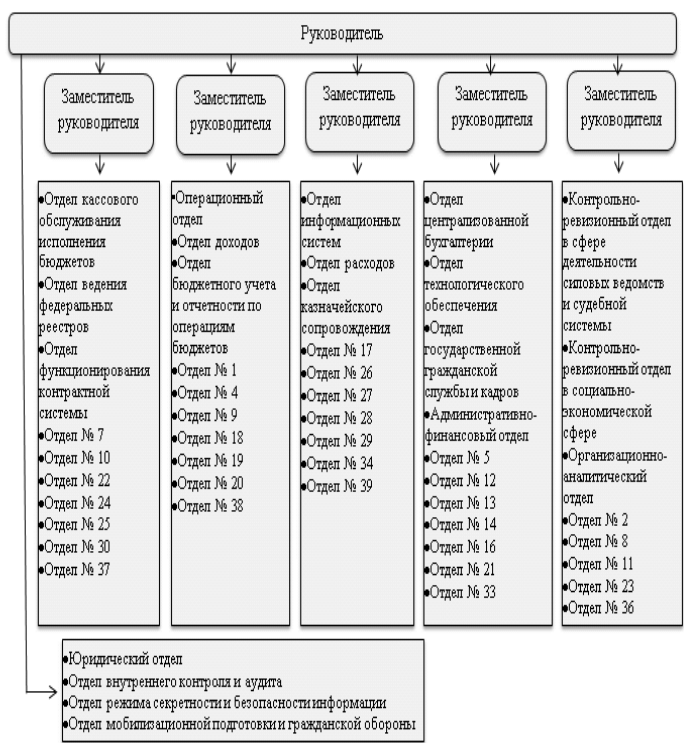 Руководитель
Заместитель
руководителя
Заместитель
руководителя
Заместитель
руководителя
Заместитель
руководителя
Заместитель
руководителя
•Отдел кассового
обслуживания
исполнения
бюджетов
•Отдел ведения
федеральных
реестров
•Отдел
функционирования
контрактной
системы
•Отдел № 7
•Отдел № 10
•Отдел № 22
•Отдел № 24
•Отдел № 25
•Отдел № 30
•Отдел № 37
•Операционный
отдел
•Отдел доходов
•Отдел
бюджетного учета
и отчетности по
операциям
бюджетов
•Отдел № 1
•Отдел № 4
•Отдел № 9
•Отдел № 18
•Отдел № 19
•Отдел № 20
•Отдел № 38
•Отдел
информационных
систем
•Отдел расходов
•Отдел
казначейского
сопровождения
•Отдел № 17
•Отдел № 26
•Отдел № 27
•Отдел № 28
•Отдел № 29
•Отдел № 34
•Отдел № 39
•Отдел
централизованной
бухгалтерии
•Отдел
технологического
обеспечения
•Отдел
государственной
гражданской
службы и кадров
•Административно-
финансовый отдел
•Отдел № 5
•Отдел № 12
•Отдел № 13
•Отдел № 14
•Отдел № 16
•Отдел № 21
•Отдел № 33
•Контрольно-
ревизионный отдел
в сфере
деятельности
силовых ведомств
и судебной
системы
•Контрольно-
ревизионный отдел
в социально-
экономической
сфере
•Организационно-
аналитический
отдел
•Отдел № 2
•Отдел № 8
•Отдел № 11
•Отдел № 23
•Отдел № 36
•Юридический отдел
•Отдел внутреннего контроля и аудита
•Отдел режима секретности и безопасности информации
•Отдел мобилизационной подготовки и гражданской обороны